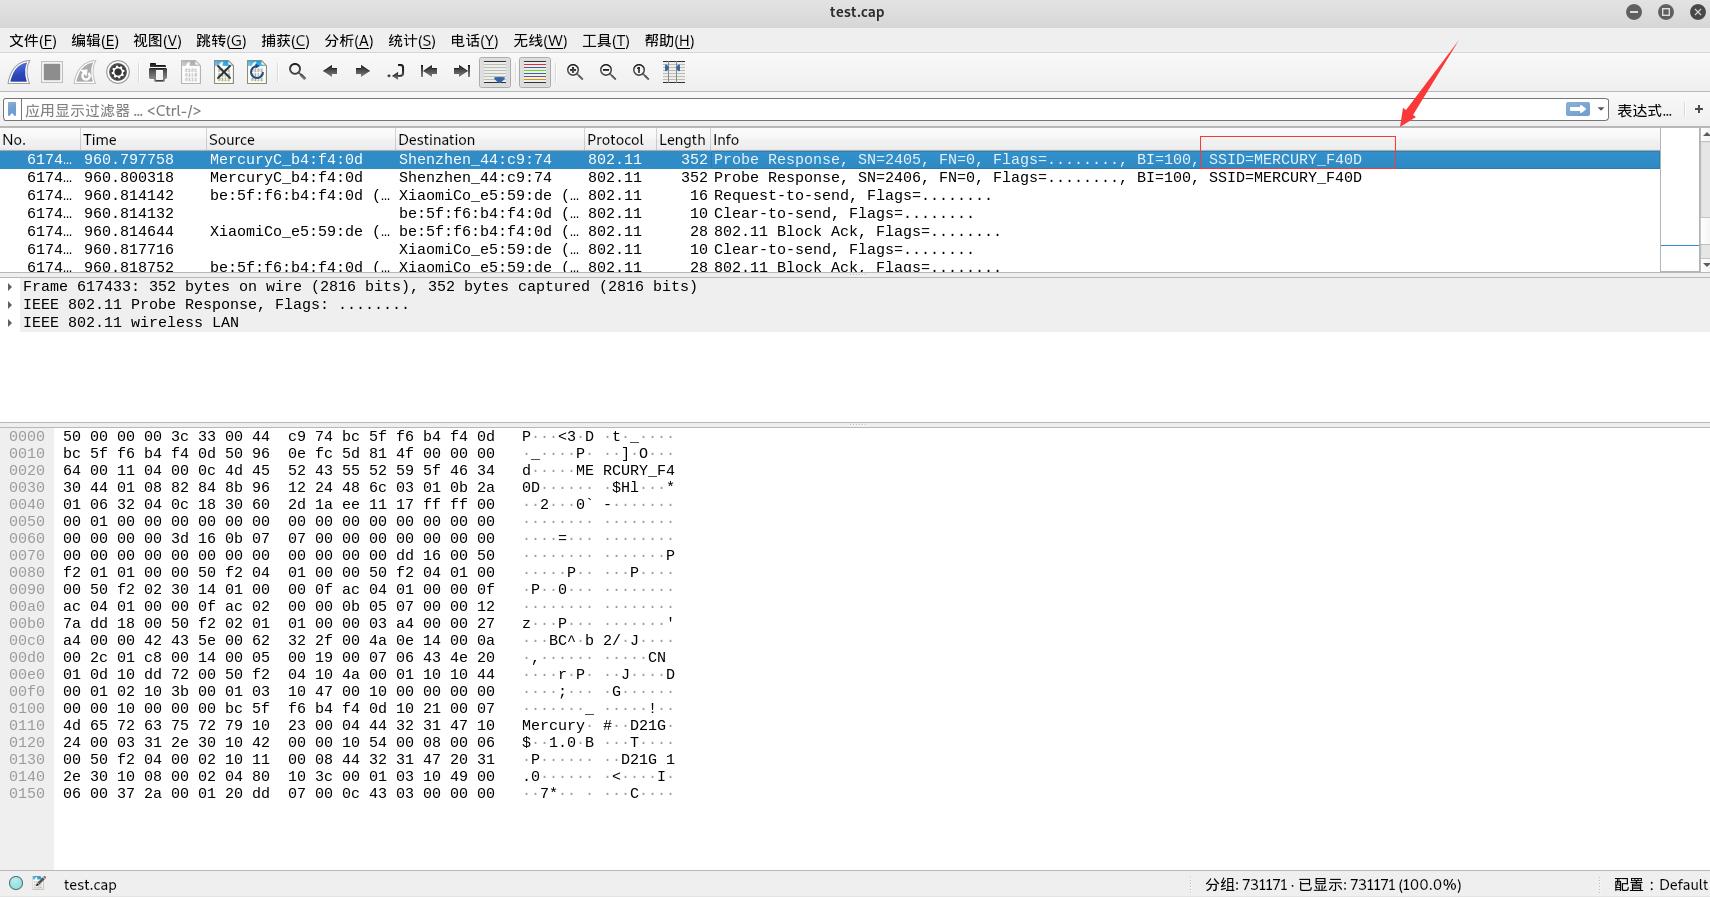 test.cap
文件(F) 编辑(E) 视图(V) 跳转(G) 捕获(C) 分析(A) 统计(S) 电话(Y) 无线(W) 工具(T) 帮助(H)
应用显示过滤器 ... <Ctrl-/> 表达式… +
No. Time Source Destination Protocol Length Info
6174… 960.797758 MercuryC_b4:f4:0d Shenzhen_44:c9:74 802.11 352 Probe Response, SN=2405, FN=0, Flags=........, BI=100, SSID=MERCURY_F40D
6174… 960.800318 MercuryC_b4:f4:0d Shenzhen_44:c9:74 802.11 352 Probe Response, SN=2406, FN=0, Flags=........, BI=100, SSID=MERCURY_F40D
6174… 960.814142 be:5f:f6:b4:f4:0d (… XiaomiCo_e5:59:de (… 802.11 16 Request-to-send, Flags=........
6174… 960.814132 be:5f:f6:b4:f4:0d (… 802.11 10 Clear-to-send, Flags=........
6174… 960.814644 XiaomiCo_e5:59:de (… be:5f:f6:b4:f4:0d (… 802.11 28 802.11 Block Ack, Flags=........
6174… 960.817716 XiaomiCo_e5:59:de (… 802.11 10 Clear-to-send, Flags=........
6174… 960.818752 be:5f:f6:b4:f4:0d (… XiaomiCo_e5:59:de (… 802.11 28 802.11 Block Ack, Flags=........
Frame 617433: 352 bytes on wire (2816 bits), 352 bytes captured (2816 bits)
IEEE 802.11 Probe Response, Flags: ........
IEEE 802.11 wireless LAN
0000 50 00 00 00 3c 33 00 44 c9 74 bc 5f f6 b4 f4 0d P···<3·D ·t·_····
0010 bc 5f f6 b4 f4 0d 50 96 0e fc 5d 81 4f 00 00 00 ·_····P· ··]·O···
0020 64 00 11 04 00 0c 4d 45 52 43 55 52 59 5f 46 34 d·····ME RCURY_F4
0030 30 44 01 08 82 84 8b 96 12 24 48 6c 03 01 0b 2a 0D······ ·$Hl···*
0040 01 06 32 04 0c 18 30 60 2d 1a ee 11 17 ff ff 00 ··2···0` -·······
0050 00 01 00 00 00 00 00 00 00 00 00 00 00 00 00 00 ········ ········
0060 00 00 00 00 3d 16 0b 07 07 00 00 00 00 00 00 00 ····=··· ········
0070 00 00 00 00 00 00 00 00 00 00 00 00 dd 16 00 50 ········ ·······P
0080 f2 01 01 00 00 50 f2 04 01 00 00 50 f2 04 01 00 ·····P·· ···P····
0090 00 50 f2 02 30 14 01 00 00 0f ac 04 01 00 00 0f ·P··0··· ········
00a0 ac 04 01 00 00 0f ac 02 00 00 0b 05 07 00 00 12 ········ ········
00b0 7a dd 18 00 50 f2 02 01 01 00 00 03 a4 00 00 27 z···P··· ·······'
00c0 a4 00 00 42 43 5e 00 62 32 2f 00 4a 0e 14 00 0a ···BC^·b 2/·J····
00d0 00 2c 01 c8 00 14 00 05 00 19 00 07 06 43 4e 20 ·,······ ·····CN
00e0 01 0d 10 dd 72 00 50 f2 04 10 4a 00 01 10 10 44 ····r·P· ··J····D
00f0 00 01 02 10 3b 00 01 03 10 47 00 10 00 00 00 00 ····;··· ·G······
0100 00 00 10 00 00 00 bc 5f f6 b4 f4 0d 10 21 00 07 ·······_ ·····!··
0110 4d 65 72 63 75 72 79 10 23 00 04 44 32 31 47 10 Mercury· #··D21G·
0120 24 00 03 31 2e 30 10 42 00 00 10 54 00 08 00 06 $··1.0·B ···T····
0130 00 50 f2 04 00 02 10 11 00 08 44 32 31 47 20 31 ·P······ ··D21G 1
0140 2e 30 10 08 00 02 04 80 10 3c 00 01 03 10 49 00 .0······ ·<····I·
0150 06 00 37 2a 00 01 20 dd 07 00 0c 43 03 00 00 00 ··7*·· · ···C····
test.cap 分组: 731171 · 已显示: 731171 (100.0%) 配置：Default